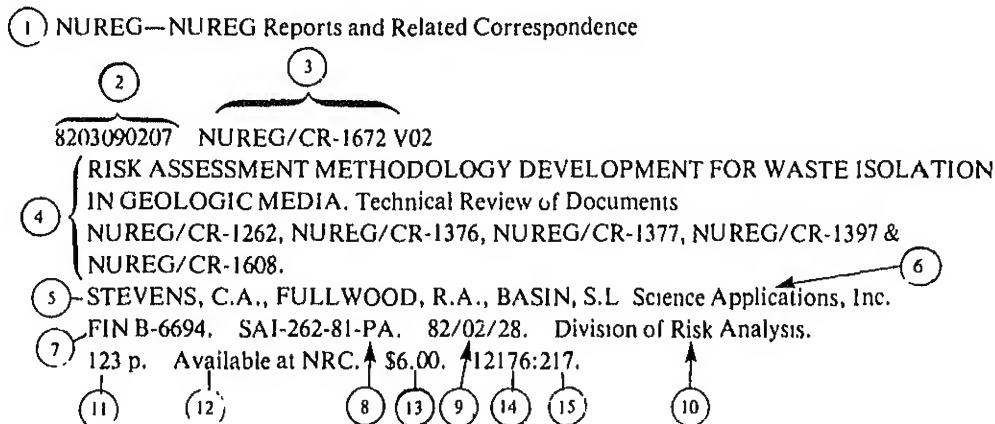 1 NUREG—NUREG Reports and Related Correspondence
2 3
8203090207 NUREG/CR-1672 V02
RISK ASSESSMENT METHODOLOGY DEVELOPMENT FOR WASTE ISOLATION
4 IN GEOLOGIC MEDIA. Technical Review of Documents
NUREG/CR-1262, NUREG/CR-1376, NUREG/CR-1377, NUREG/CR-1397 &
NUREG/CR-1608.
6
5 STEVENS, C.A., FULLWOOD, R.A., BASIN, S.L Science Applications, Inc.
7 FIN B-6694. SAI-262-81-PA. 82/02/28. Division of Risk Analysis.
123 p. Available at NRC. $6.00. 12176:217.
11 12 8 13 9 14 15 10